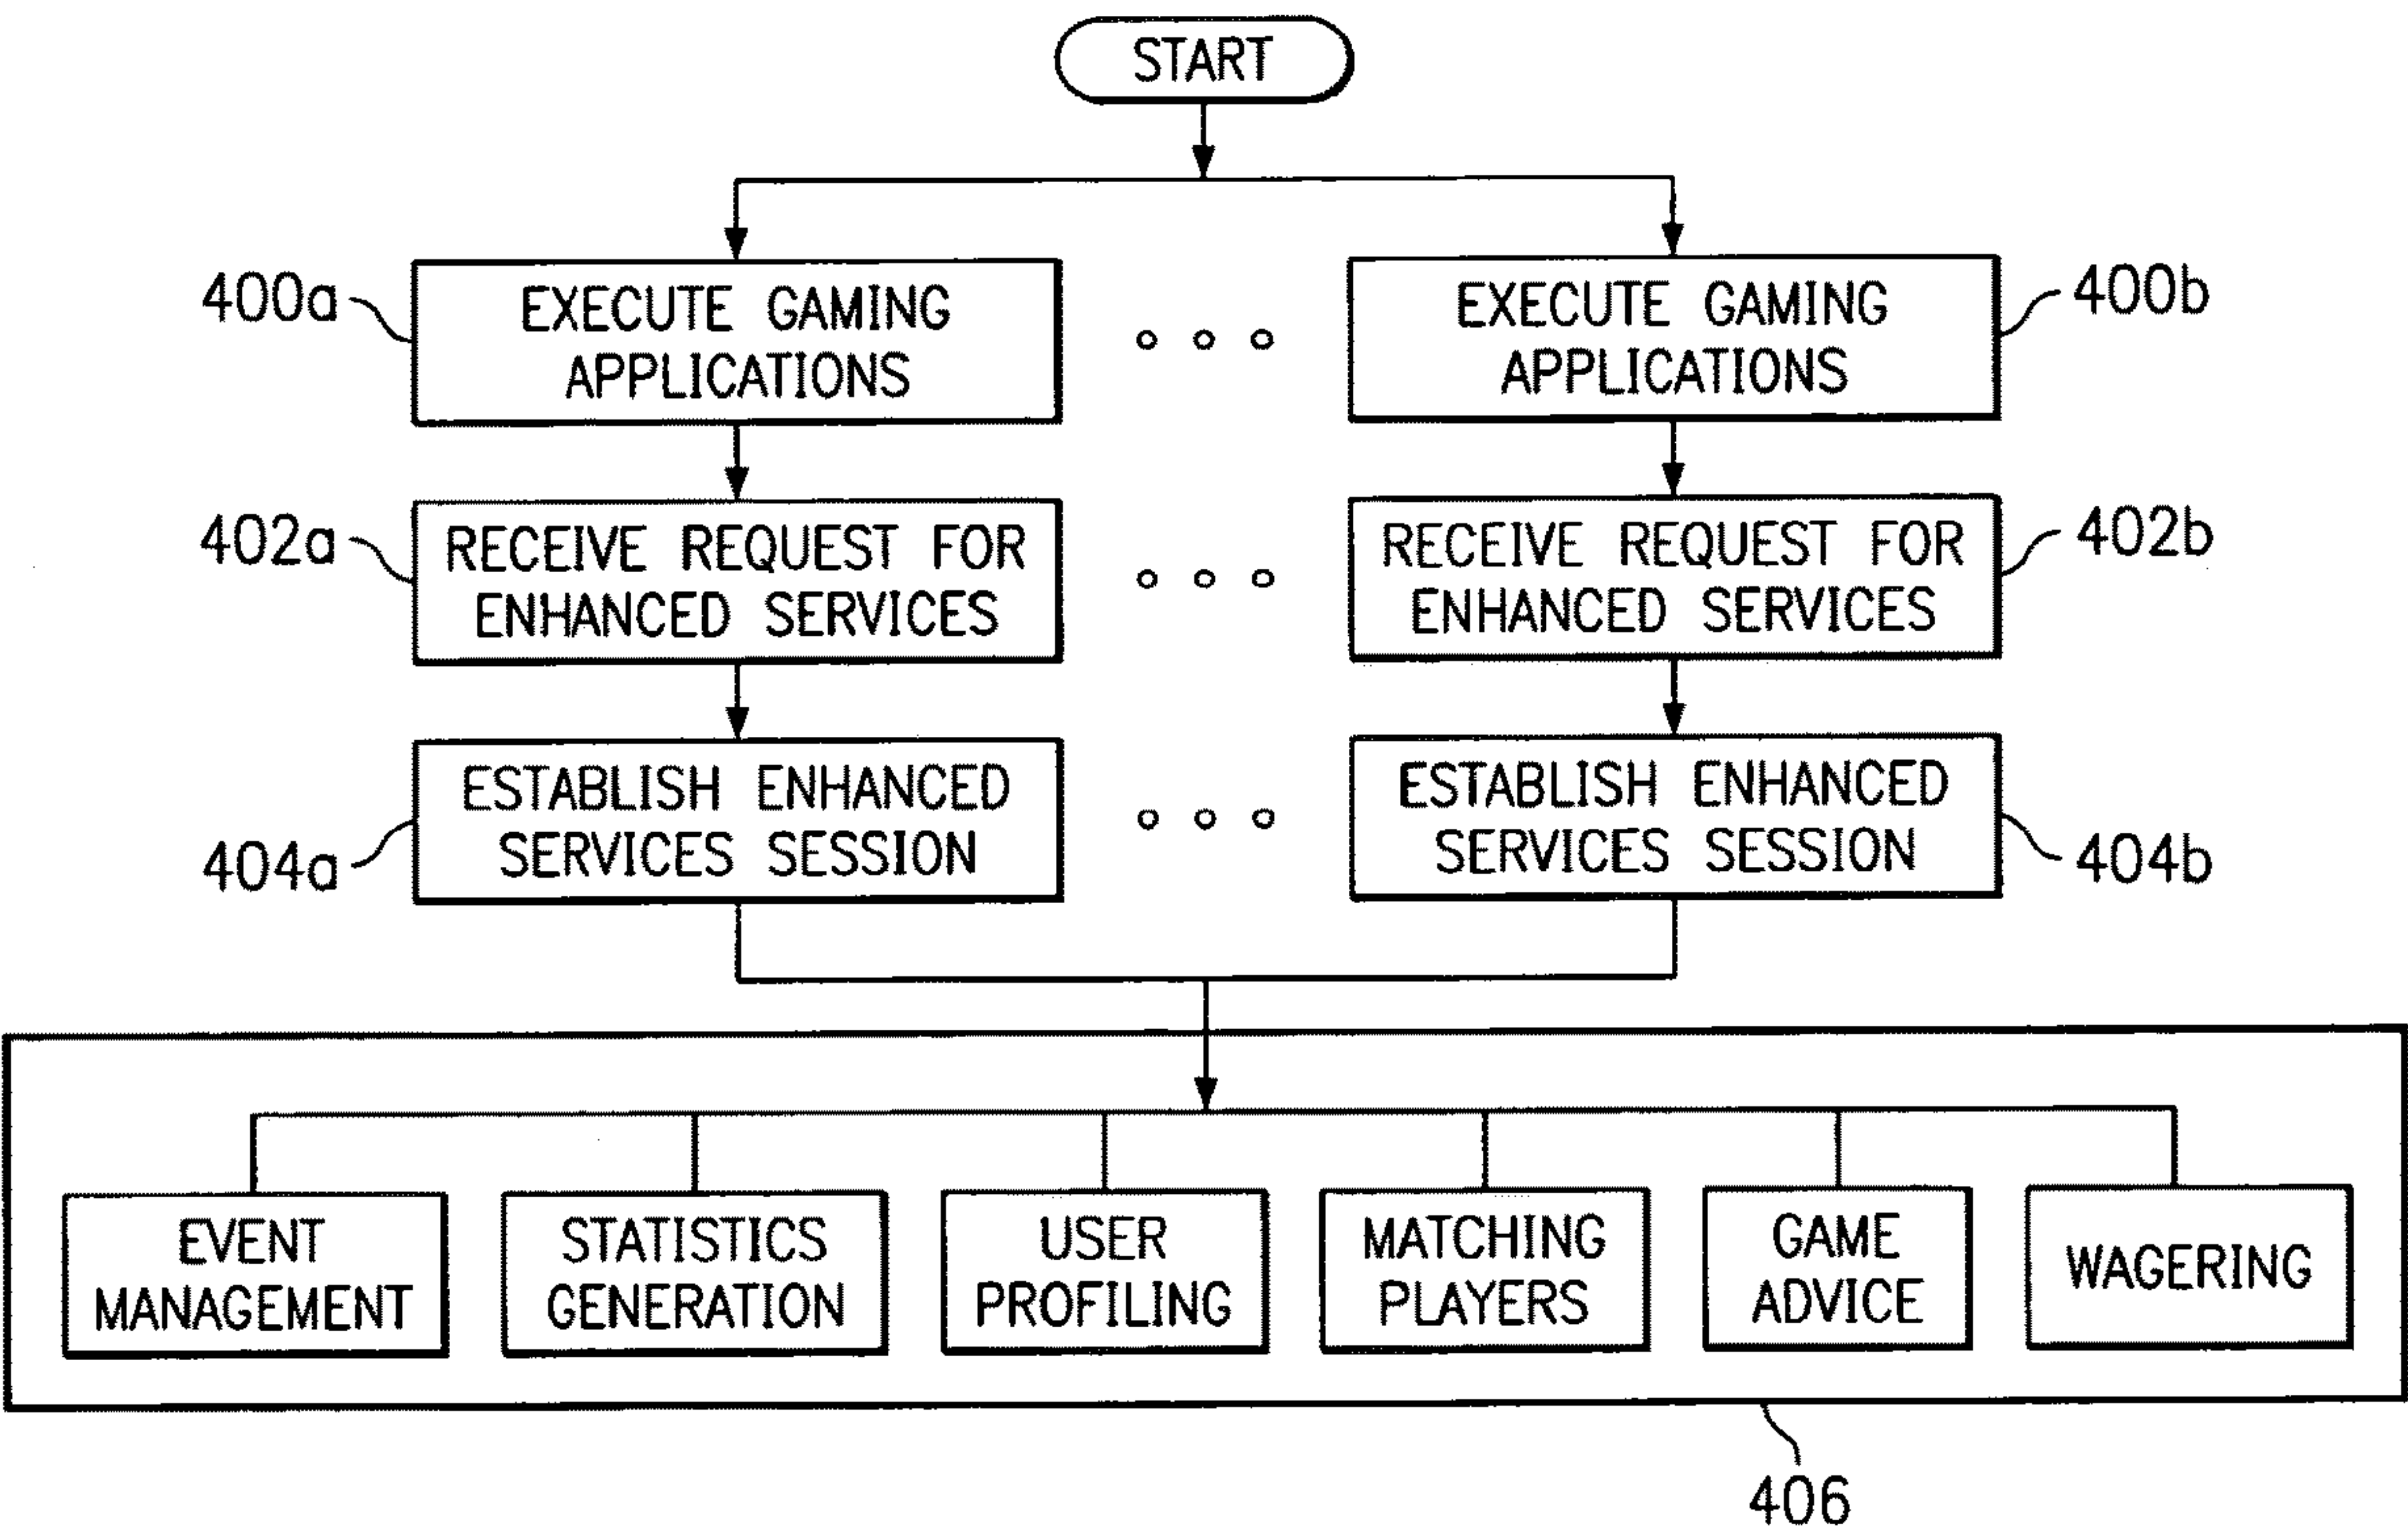 START
400a
EXECUTE GAMING
APPLICATIONS
EXECUTE GAMING
APPLICATIONS
400b
402a
RECEIVE REQUEST FOR
ENHANCED SERVICES
RECEIVE REQUEST FOR
ENHANCED SERVICES
402b
404a
ESTABLISH ENHANCED
SERVICES SESSION
ESTABLISH ENHANCED
SERVICES SESSION
404b
EVENT
MANAGEMENT
STATISTICS
GENERATION
USER
PROFILING
MATCHING
PLAYERS
GAME
ADVICE
WAGERING
406